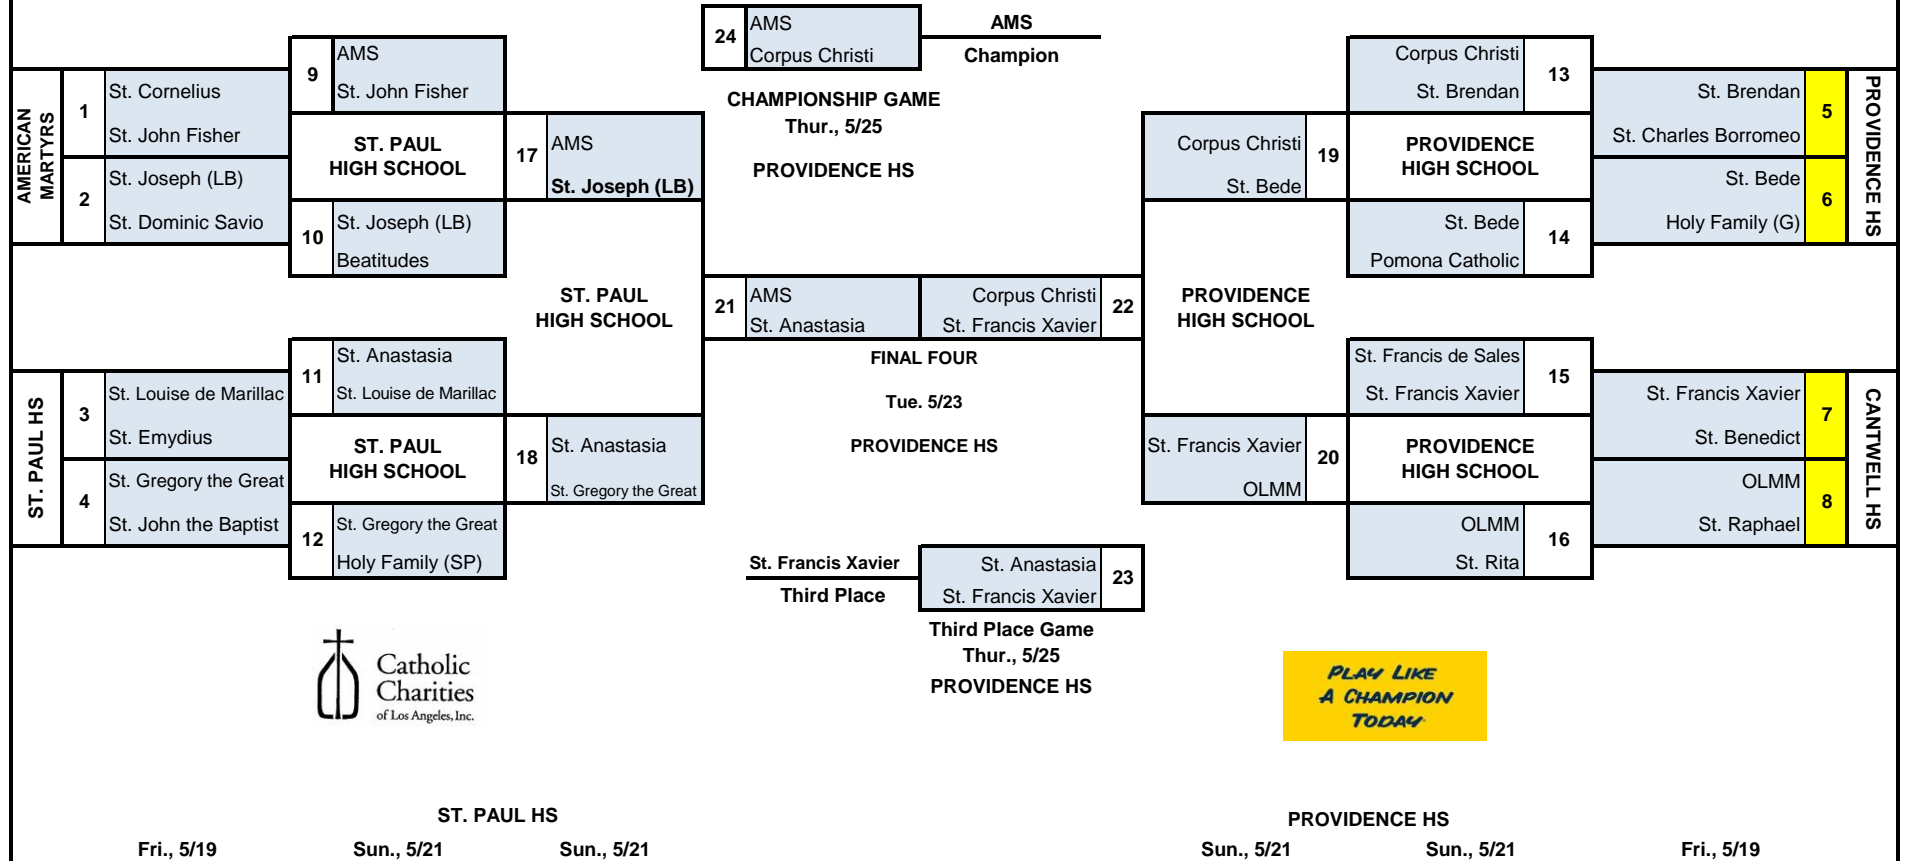 24
AMS
Corpus Christi
AMS
Champion
CHAMPIONSHIP GAME
Thur., 5/25
PROVIDENCE HS
AMERICAN
MARTYRS
1
St. Cornelius
St. John Fisher
2
St. Joseph (LB)
St. Dominic Savio
9
AMS
St. John Fisher
ST. PAUL
HIGH SCHOOL
10
St. Joseph (LB)
Beatitudes
17
AMS
St. Joseph (LB)
ST. PAUL
HIGH SCHOOL
ST. PAUL HS
3
St. Louise de Marillac
St. Emydius
4
St. Gregory the Great
St. John the Baptist
11
St. Anastasia
St. Louise de Marillac
ST. PAUL
HIGH SCHOOL
12
St. Gregory the Great
Holy Family (SP)
18
St. Anastasia
St. Gregory the Great
21
AMS
St. Anastasia
Corpus Christi
St. Francis Xavier
22
FINAL FOUR
Tue. 5/23
PROVIDENCE HS
Corpus Christi
St. Bede
19
PROVIDENCE
HIGH SCHOOL
Corpus Christi
St. Brendan
13
PROVIDENCE
HIGH SCHOOL
St. Bede
Pomona Catholic
14
St. Brendan
St. Charles Borromeo
5
St. Bede
Holy Family (G)
6
PROVIDENCE HS
St. Francis Xavier
OLMM
20
St. Francis de Sales
St. Francis Xavier
15
PROVIDENCE
HIGH SCHOOL
OLMM
St. Rita
16
St. Francis Xavier
St. Benedict
7
OLMM
St. Raphael
8
CANTWELL HS
St. Francis Xavier
Third Place
St. Anastasia
St. Francis Xavier
23
Third Place Game
Thur., 5/25
PROVIDENCE HS
Catholic
Charities
of Los Angeles, Inc.
PLAY LIKE
A CHAMPION
TODAY
ST. PAUL HS
PROVIDENCE HS
Fri., 5/19
Sun., 5/21
Sun., 5/21
Sun., 5/21
Sun., 5/21
Fri., 5/19